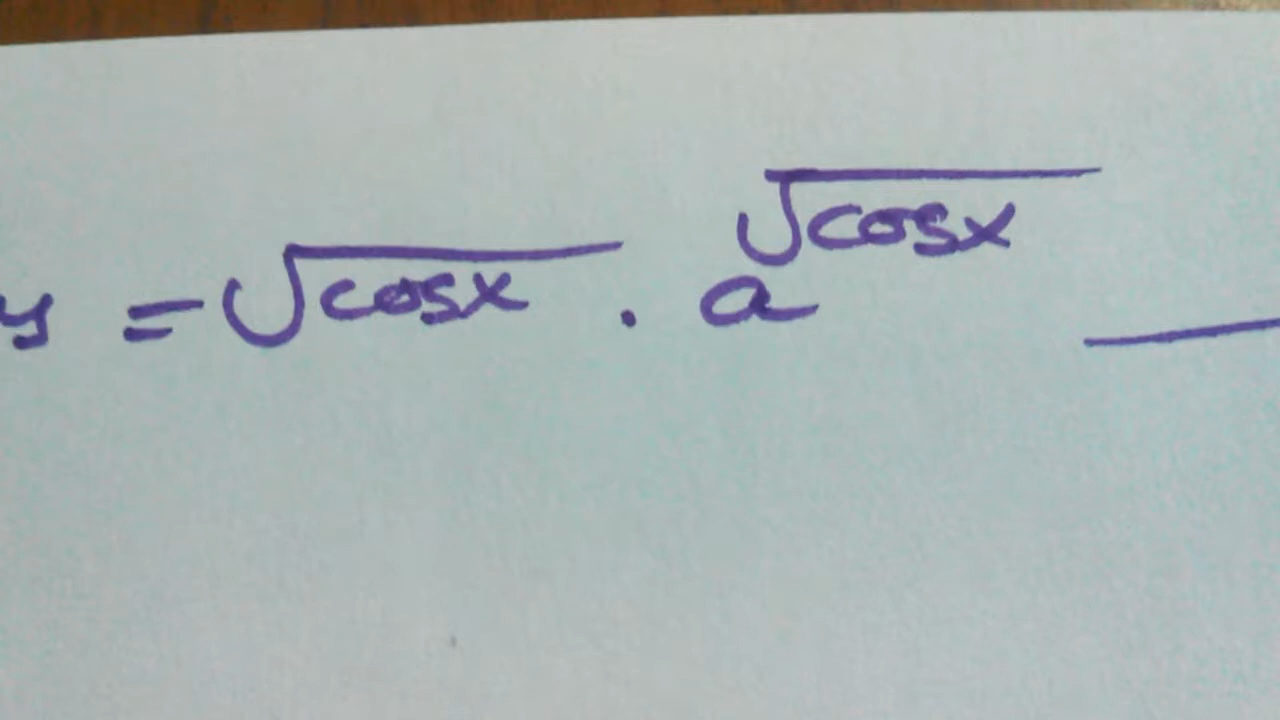 y = √cosx . a^√cosx —